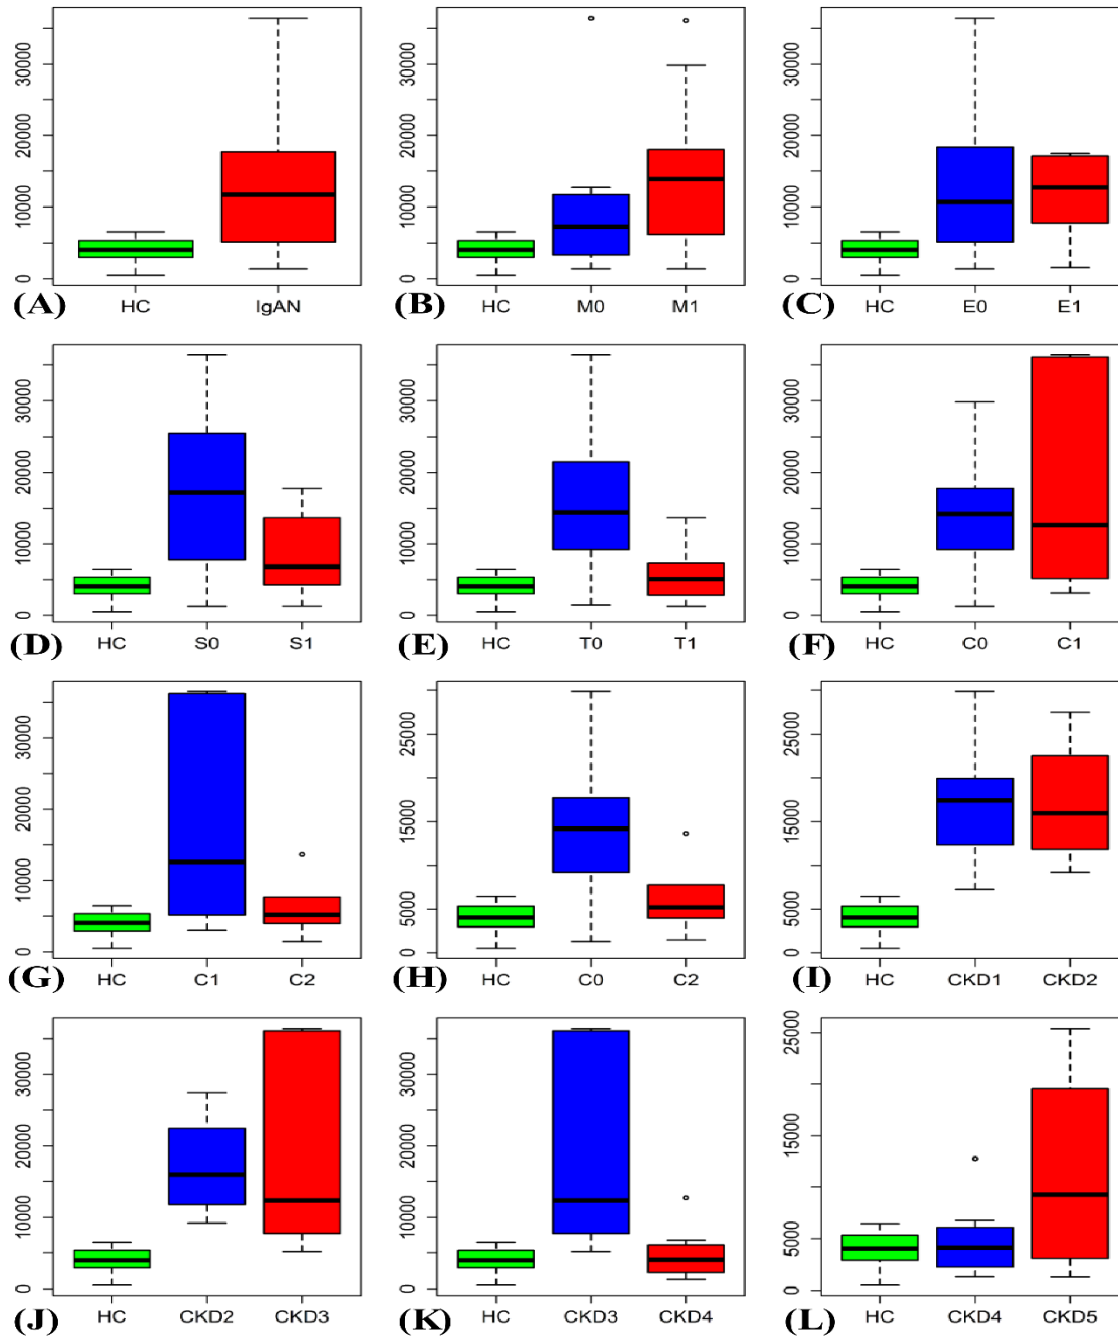 0 10000 20000 30000
(A) HC IgAN
0 10000 20000 30000
(B) HC M0 M1
0 10000 20000 30000
(C) HC E0 E1
0 10000 20000 30000
(D) HC S0 S1
0 10000 20000 30000
(E) HC T0 T1
0 10000 20000 30000
(F) HC C0 C1
0 10000 20000 30000
(G) HC C1 C2
0 5000 15000 25000
(H) HC C0 C2
0 5000 15000 25000
(I) HC CKD1 CKD2
0 10000 20000 30000
(J) HC CKD2 CKD3
0 10000 20000 30000
(K) HC CKD3 CKD4
0 5000 15000 25000
(L) HC CKD4 CKD5